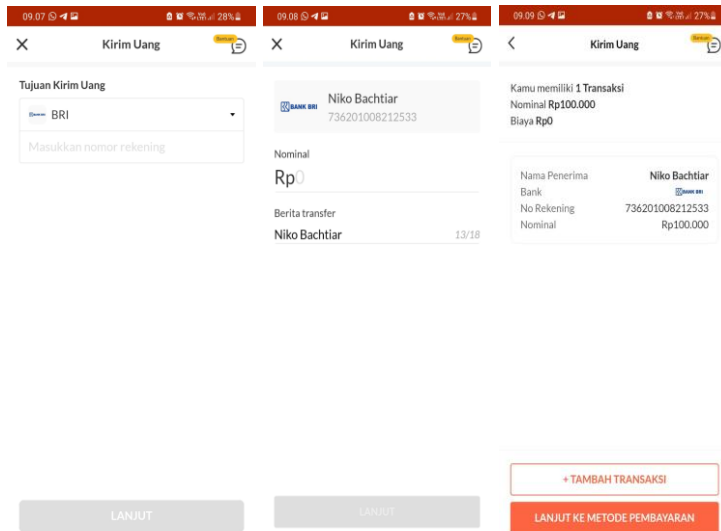 09.07
28%
Kirim Uang
Bantuan
Tujuan Kirim Uang
BRI
Masukkan nomor rekening
LANJUT
09.08
27%
Kirim Uang
Bantuan
BANK BRI
Niko Bachtiar
736201008212533
Nominal
Rp0
Berita transfer
Niko Bachtiar 13/18
LANJUT
09.09
27%
Kirim Uang
Bantuan
Kamu memiliki 1 Transaksi
Nominal Rp100.000
Biaya Rp0
Nama Penerima Niko Bachtiar
Bank BANK BRI
No Rekening 736201008212533
Nominal Rp100.000
+ TAMBAH TRANSAKSI
LANJUT KE METODE PEMBAYARAN